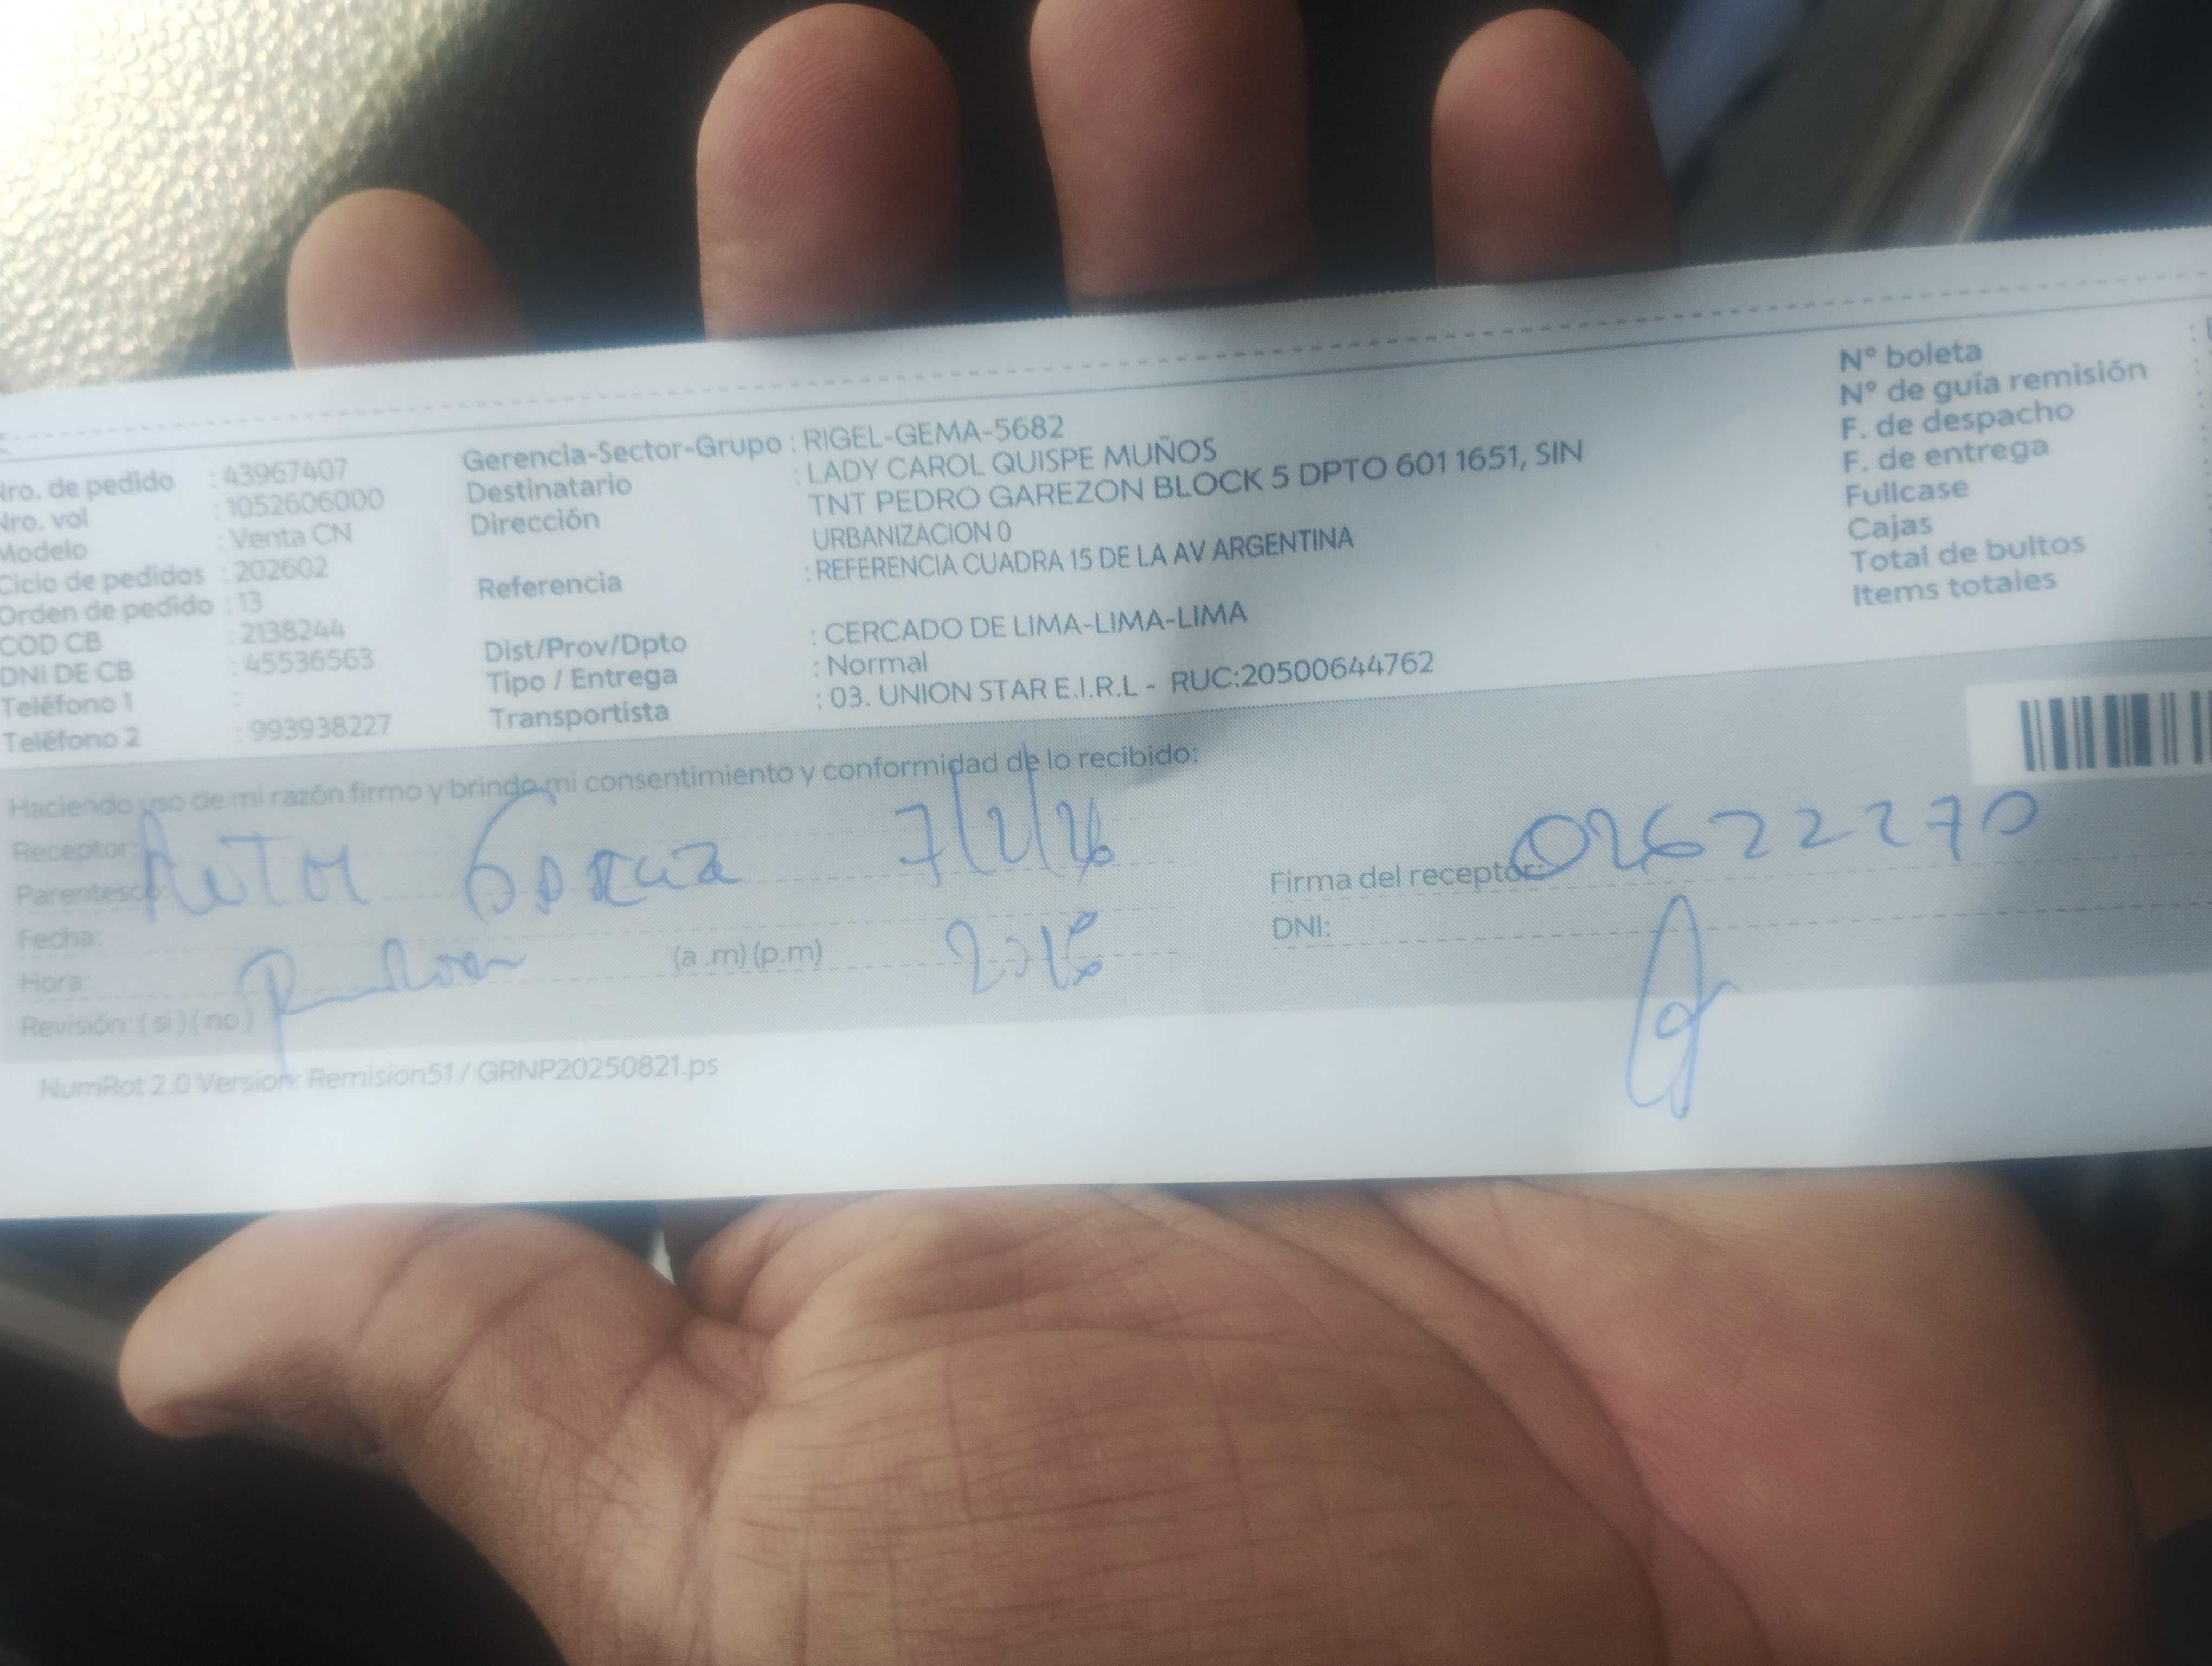 Nro. de pedido : 43967407
Nro. vol : 1052606000
Modelo : Venta CN
Ciclo de pedidos : 202602
Orden de pedido : 13
COD CB : 2138244
DNI DE CB : 45536563
Teléfono 1 :
Teléfono 2 : 993938227
Gerencia-Sector-Grupo : RIGEL-GEMA-5682
Destinatario : LADY CAROL QUISPE MUÑOS
Dirección TNT PEDRO GAREZON BLOCK 5 DPTO 601 1651, SIN
URBANIZACION 0
Referencia : REFERENCIA CUADRA 15 DE LA AV ARGENTINA
Dist/Prov/Dpto : CERCADO DE LIMA-LIMA-LIMA
Tipo / Entrega : Normal
Transportista : 03. UNION STAR E.I.R.L - RUC:20500644762
N° boleta
N° de guía remisión
F. de despacho
F. de entrega
Fullcase
Cajas
Total de bultos
Items totales
Haciendo uso de mi razón firmo y brindo mi consentimiento y conformidad de lo recibido:
Receptor: 7/2/26
Parentesco:
Fecha:
Hora: (a .m) (p.m)
Revisión: ( si ) ( no )
Firma del receptor: 02622270
DNI:
NumRot 2.0 Version: Remision51 / GRNP20250821.ps